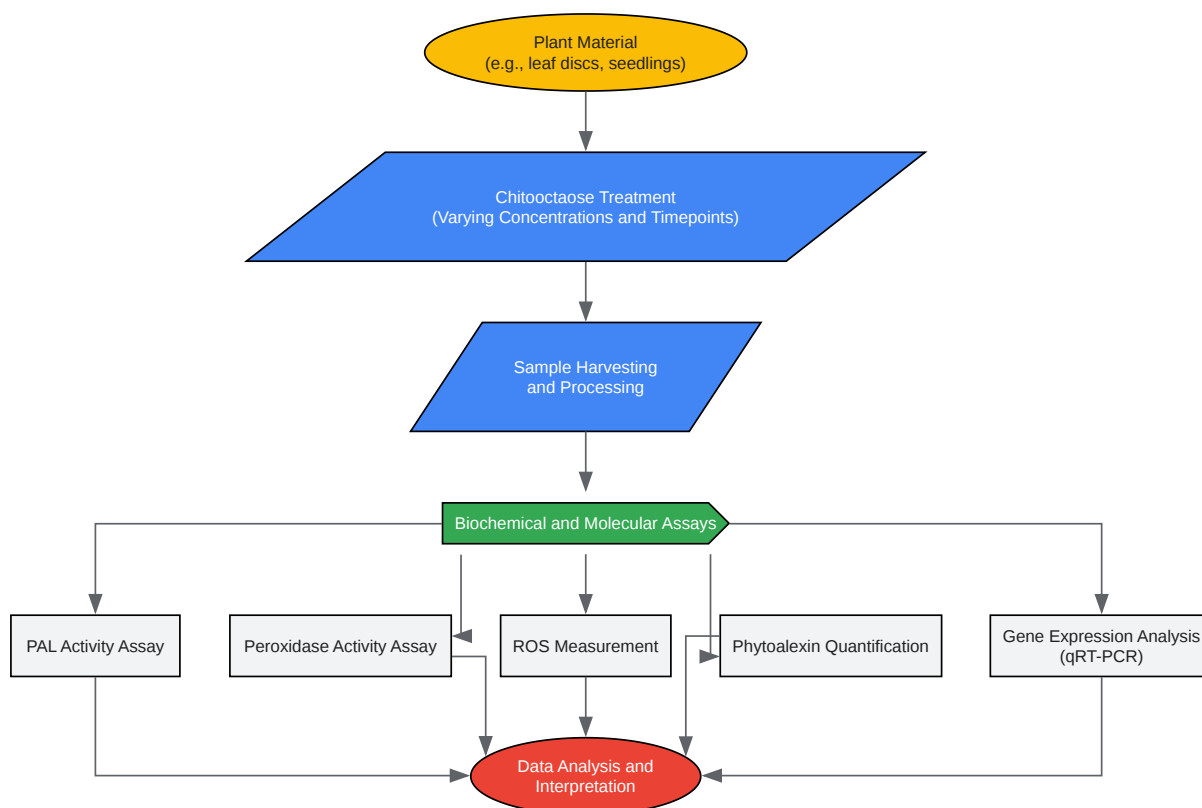 Plant Material
(e.g., leaf discs, seedlings)
Chitooctaose Treatment
(Varying Concentrations and Timepoints)
Sample Harvesting
and Processing
Biochemical and Molecular Assays
PAL Activity Assay
Peroxidase Activity Assay
ROS Measurement
Phytoalexin Quantification
Gene Expression Analysis
(qRT-PCR)
Data Analysis and
Interpretation